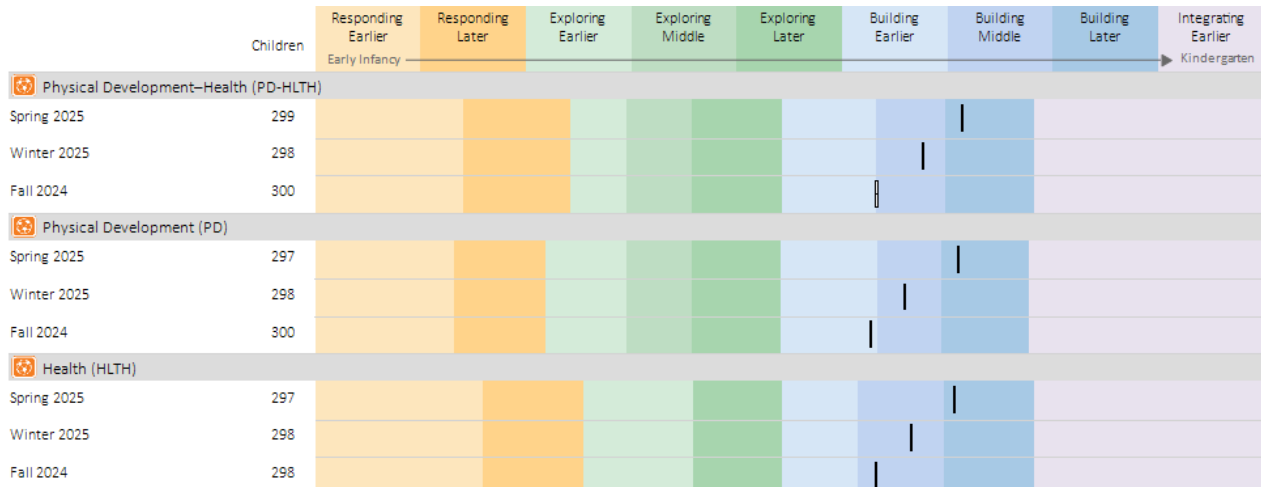 Children
Responding Earlier
Responding Later
Exploring Earlier
Exploring Middle
Exploring Later
Building Earlier
Building Middle
Building Later
Integrating Earlier
Early Infancy
Kindergarten
Physical Development–Health (PD-HLTH)
Spring 2025 299
Winter 2025 298
Fall 2024 300
Physical Development (PD)
Spring 2025 297
Winter 2025 298
Fall 2024 300
Health (HLTH)
Spring 2025 297
Winter 2025 298
Fall 2024 298